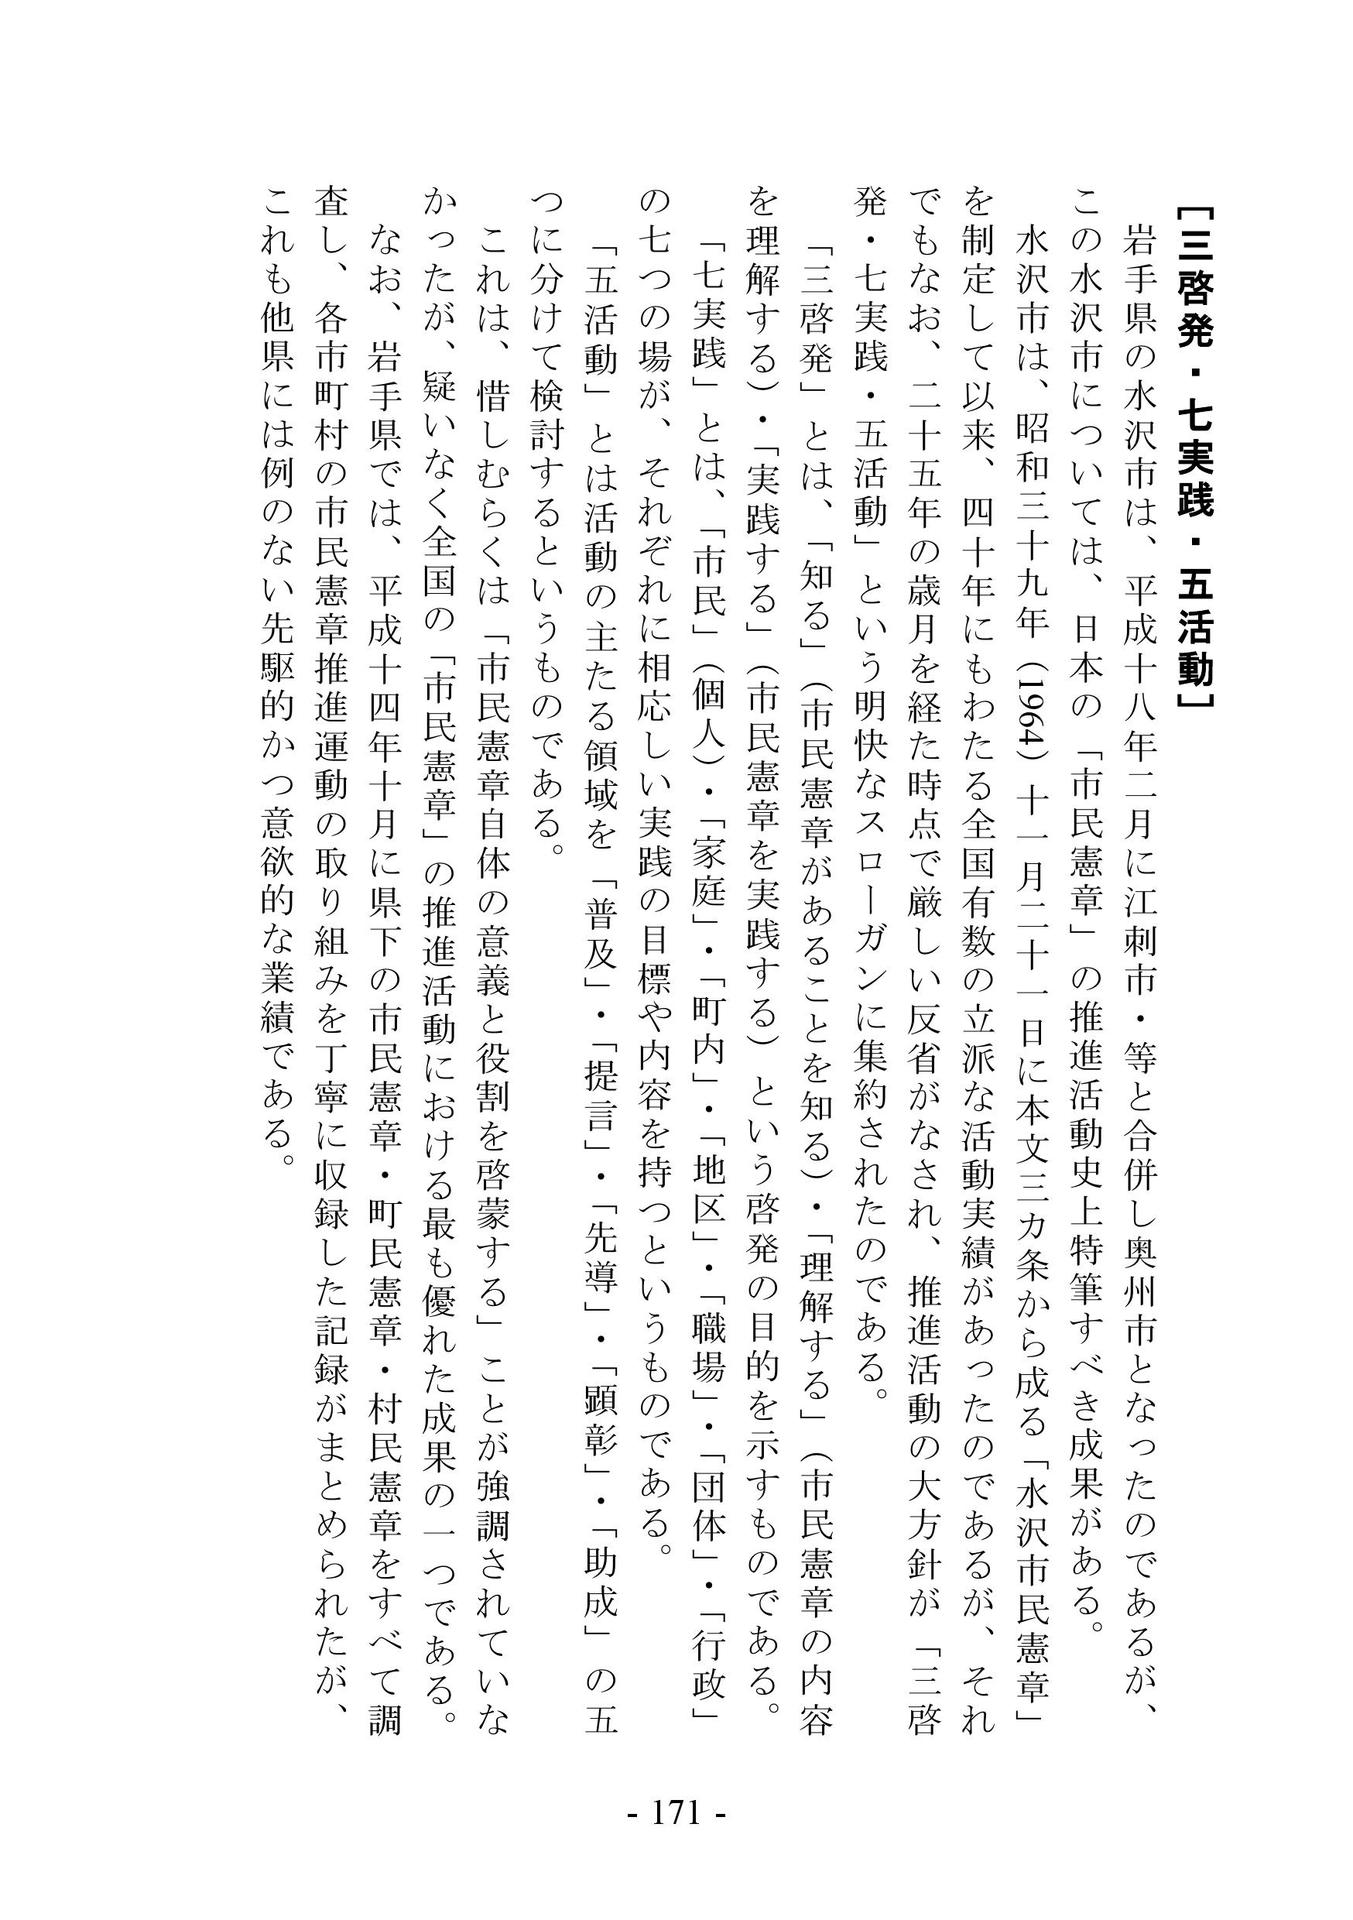 ［三啓発・七実践・五活動］
　岩手県の水沢市は、平成十八年二月に江刺市・等と合併し奥州市となったのであるが、
この水沢市については、日本の「市民憲章」の推進活動史上特筆すべき成果がある。
　水沢市は、昭和三十九年（1964）十一月二十一日に本文三カ条から成る「水沢市民憲章」
を制定して以来、四十年にもわたる全国有数の立派な活動実績があったのであるが、それ
でもなお、二十五年の歳月を経た時点で厳しい反省がなされ、推進活動の大方針が「三啓
発・七実践・五活動」という明快なスローガンに集約されたのである。
　「三啓発」とは、「知る」（市民憲章があることを知る）・「理解する」（市民憲章の内容
を理解する）・「実践する」（市民憲章を実践する）という啓発の目的を示すものである。
　「七実践」とは、「市民」（個人）・「家庭」・「町内」・「地区」・「職場」・「団体」・「行政」
の七つの場が、それぞれに相応しい実践の目標や内容を持つというものである。
　「五活動」とは活動の主たる領域を「普及」・「提言」・「先導」・「顕彰」・「助成」の五
つに分けて検討するというものである。
　これは、惜しむらくは「市民憲章自体の意義と役割を啓蒙する」ことが強調されていな
かったが、疑いなく全国の「市民憲章」の推進活動における最も優れた成果の一つである。
　なお、岩手県では、平成十四年十月に県下の市民憲章・町民憲章・村民憲章をすべて調
査し、各市町村の市民憲章推進運動の取り組みを丁寧に収録した記録がまとめられたが、
これも他県には例のない先駆的かつ意欲的な業績である。
- 171 -